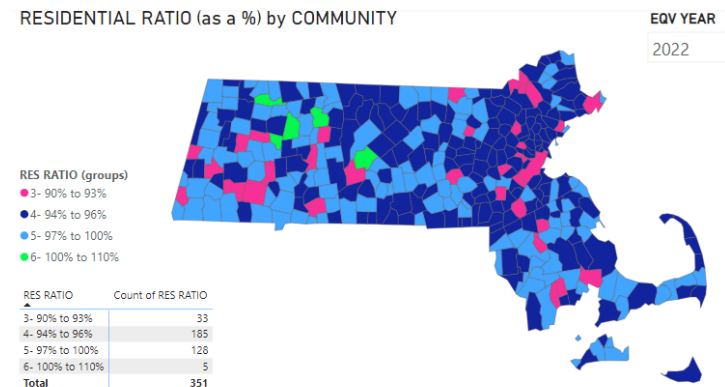 RESIDENTIAL RATIO (as a %) by COMMUNITY
EQV YEAR
2022
RES RATIO (groups)
3- 90% to 93%
4- 94% to 96%
5- 97% to 100%
6- 100% to 110%
RES RATIO Count of RES RATIO
3- 90% to 93% 33
4- 94% to 96% 185
5- 97% to 100% 128
6- 100% to 110% 5
Total 351